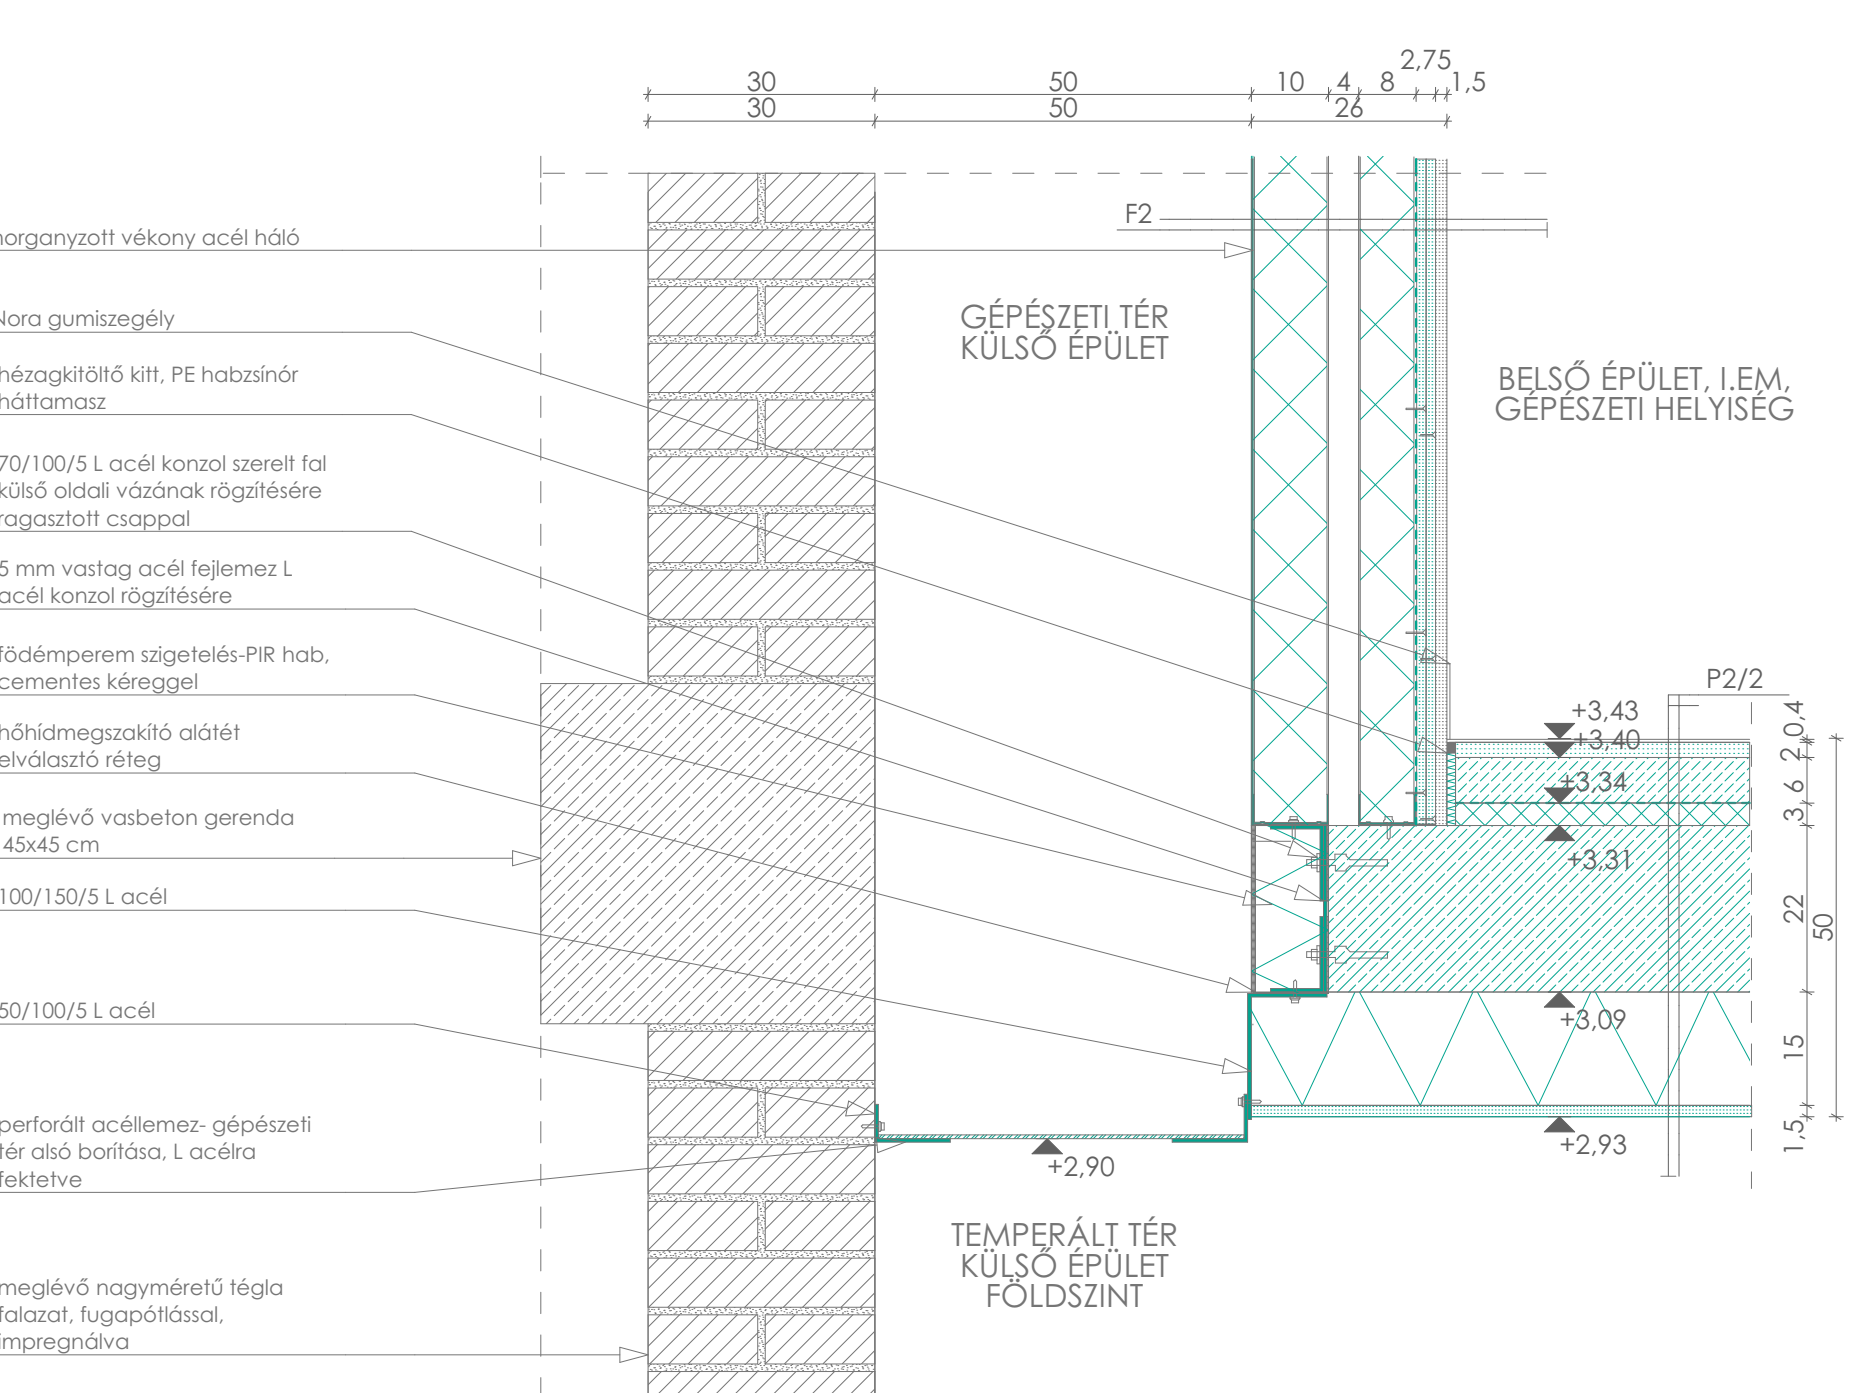 2,75
30
50
10
4
8
1,5
30
50
26
F2
horganyzott vékony acél háló
GÉPÉSZETI TÉR
KÜLSŐ ÉPÜLET
Nora gumiszegély
BELSŐ ÉPÜLET, I.EM,
GÉPÉSZETI HELYISÉG
hézagkitöltő kitt, PE habzsínór
háttamasz
70/100/5 L acél konzol szerelt fal
külső oldali vázának rögzítésére
ragasztott csappal
5 mm vastag acél fejlemez L
acél konzol rögzítésére
födémperem szigetelés-PIR hab,
cementes kéreggel
hőhídmegszakító alátét
elválasztó réteg
meglévő vasbeton gerenda
45x45 cm
100/150/5 L acél
50/100/5 L acél
perforált acéllemez- gépészeti
tér alsó borítása, L acélra
fektetve
meglévő nagyméretű tégla
falazat, fugapótlással,
impregnálva
P2/2
+3,43
+3,40
+3,34
+3,31
+3,09
+2,93
+2,90
0,4
2
6
3
22
50
15
1,5
TEMPERÁLT TÉR
KÜLSŐ ÉPÜLET
FÖLDSZINT